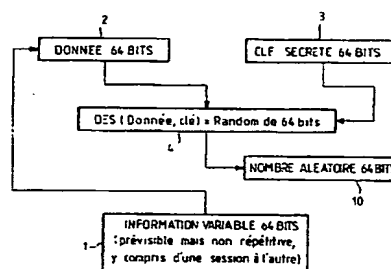 2
3
DONNEE 64 BITS
CLE SECRETE 64 BITS
DES (Donnée, clé) = Random de 64 bits
4
NOMBRE ALEATOIRE 64 BITS
10
1
INFORMATION VARIABLE 64 BITS
(prévisible mais non répétitive,
y compris d'une session à l'autre)